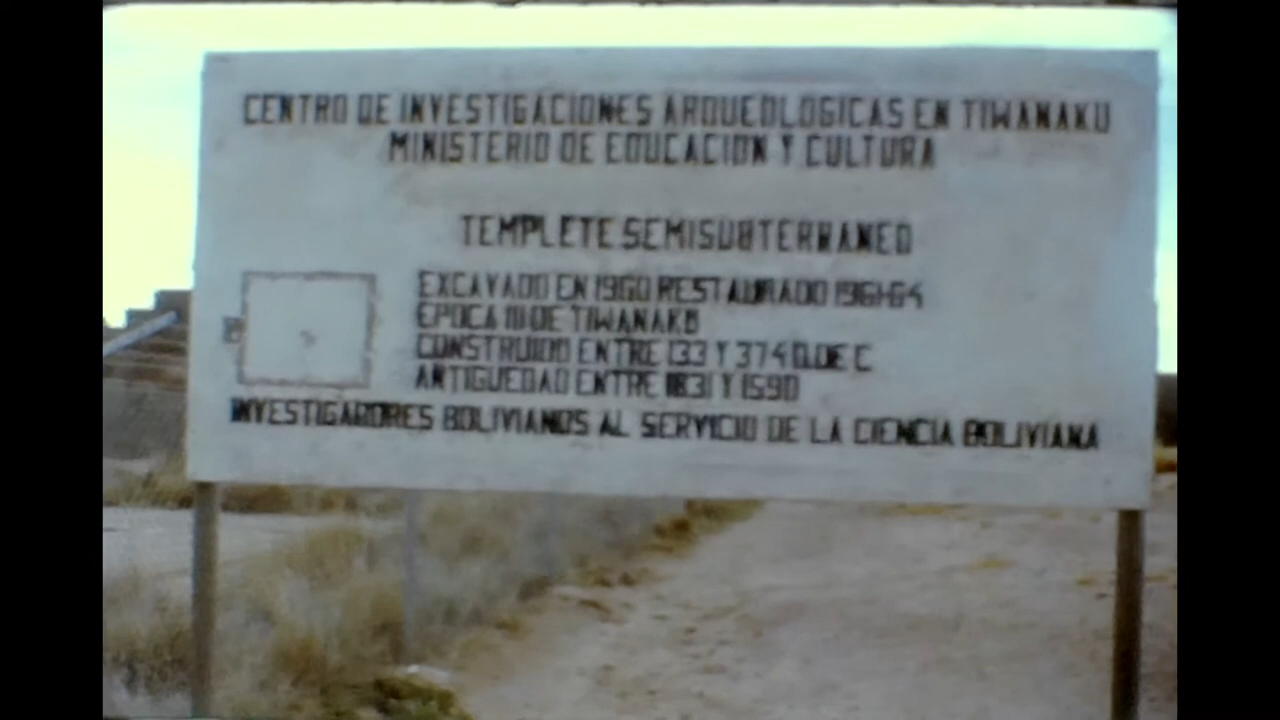 CENTRO DE INVESTIGACIONES ARQUEOLOGICAS EN TIWANAKU
MINISTERIO DE EDUCACION Y CULTURA
TEMPLETE SEMISUBTERRANEO
EXCAVADO EN 1960 RESTAURADO 1961-64
EPOCA III DE TIWANAKU
CONSTRUIDO ENTRE 133 Y 374 D.DE C
ANTIGUEDAD ENTRE 1831 Y 1590
INVESTIGADORES BOLIVIANOS AL SERVICIO DE LA CIENCIA BOLIVIANA